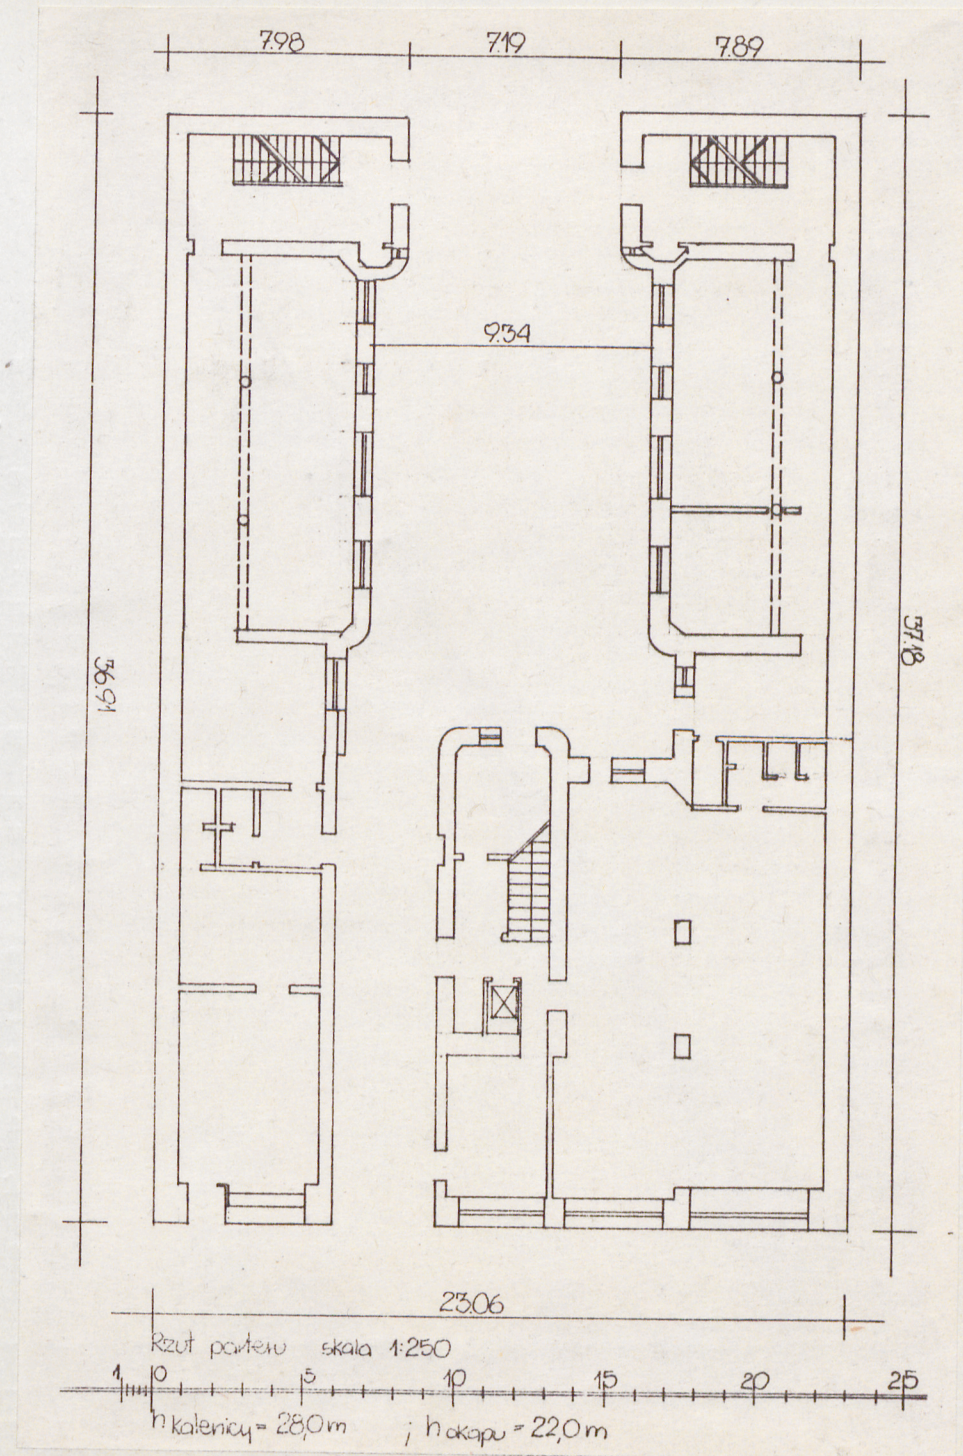 7.98 7.19 7.89
9.34
36.91
37.18
23.06
Rzut parteru skala 1:250
1 0 5 10 15 20 25
h kalenicy = 28,0 m ; h okapu = 22,0 m